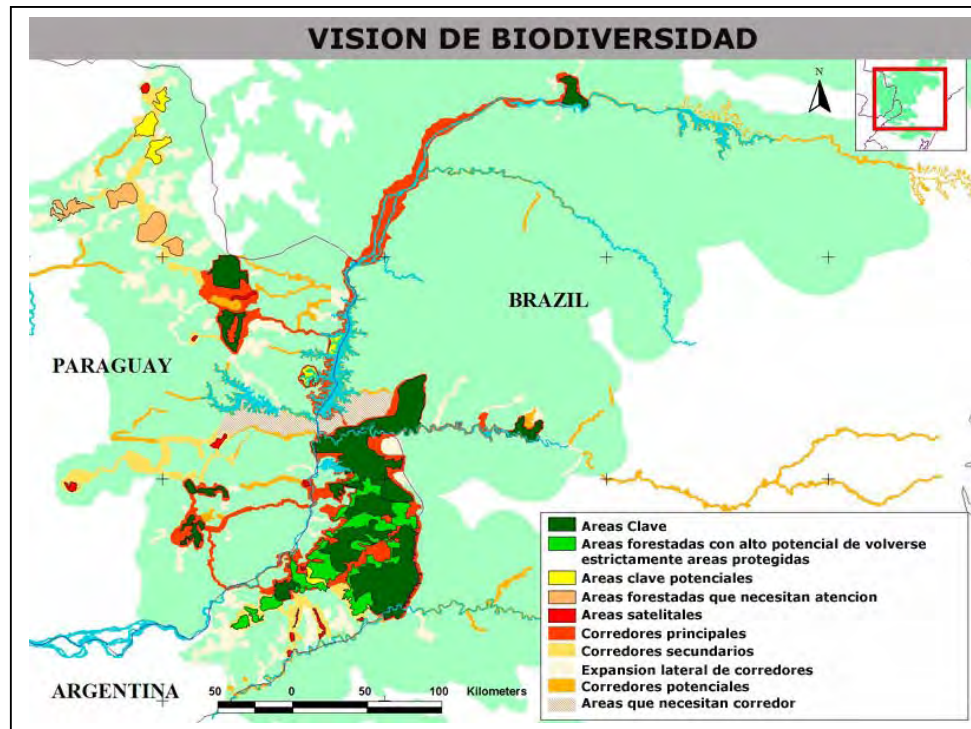 VISION DE BIODIVERSIDAD
N
BRAZIL
PARAGUAY
ARGENTINA
50 0 50 100 Kilometers
Areas Clave
Areas forestadas con alto potencial de volverse
estrictamente areas protegidas
Areas clave potenciales
Areas forestadas que necesitan atencion
Areas satelitales
Corredores principales
Corredores secundarios
Expansion lateral de corredores
Corredores potenciales
Areas que necesitan corredor